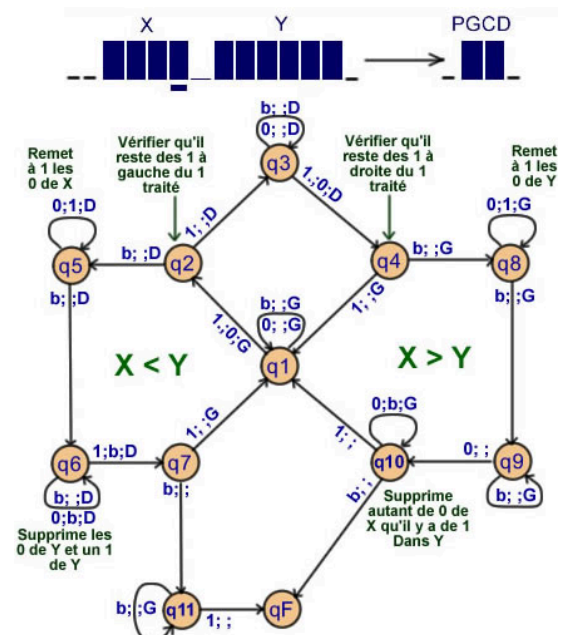 X Y PGCD
b; ;D
0; ;D
q3
Vérifier qu'il
reste des 1 à
gauche du 1
traité
Vérifier qu'il
reste des 1 à
droite du 1
traité
Remet
à 1 les
0 de X
Remet
à 1 les
0 de Y
0;1;D
1; ;D
1.;0;D
0;1;G
q5
b; ;D
q2
q4
b; ;G
q8
b; ;D
1.;0;G
b; ;G
0; ;G
1; ;G
b; ;G
q1
X < Y
X > Y
1; ;G
1; ;
0;b;G
q6
1;b;D
q7
q10
0; ;
q9
b; ;D
0;b;D
b; ;
b; ;
b; ;G
Supprime les
0 de Y et un 1
de Y
Supprime
autant de 0 de
X qu'il y a de 1
Dans Y
b; ;G
q11
1; ;
qF